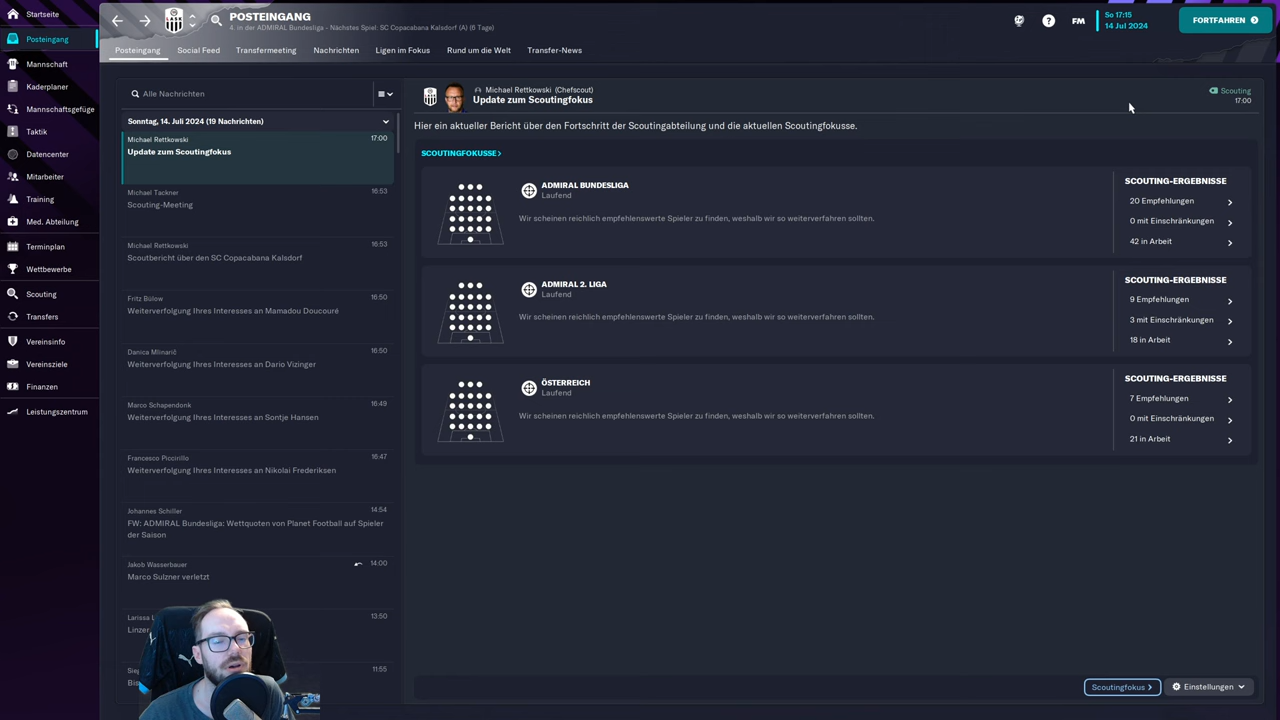 Startseite
Posteingang
Mannschaft
Kaderplaner
Mannschaftsgefüge
Taktik
Datencenter
Mitarbeiter
Training
Med. Abteilung
Terminplan
Wettbewerbe
Scouting
Transfers
Vereinsinfo
Vereinsziele
Finanzen
Leistungszentrum
POSTEINGANG
4. in der ADMIRAL Bundesliga - Nächstes Spiel: SC Copacabana Kalsdorf (A) (6 Tage)
FM
So 17:15
14 Jul 2024
FORTFAHREN
Posteingang
Social Feed
Transfermeeting
Nachrichten
Ligen im Fokus
Rund um die Welt
Transfer-News
Alle Nachrichten
Sonntag, 14. Juli 2024 (19 Nachrichten)
Michael Rettkowski 17:00
Update zum Scoutingfokus
Michael Tackner 16:53
Scouting-Meeting
Michael Rettkowski 16:53
Scoutbericht über den SC Copacabana Kalsdorf
Fritz Bülow 16:50
Weiterverfolgung Ihres Interesses an Mamadou Doucouré
Danica Mlinarič 16:50
Weiterverfolgung Ihres Interesses an Dario Vizinger
Marco Schapendonk 16:49
Weiterverfolgung Ihres Interesses an Sontje Hansen
Francesco Piccirillo 16:47
Weiterverfolgung Ihres Interesses an Nikolai Frederiksen
Johannes Schiller 14:54
FW: ADMIRAL Bundesliga: Wettquoten von Planet Football auf Spieler
der Saison
Jakob Wasserbauer 14:00
Marco Sulzner verletzt
Larissa 13:50
Linzer
11:55
Michael Rettkowski (Chefscout)
Update zum Scoutingfokus
Scouting
17:00
Hier ein aktueller Bericht über den Fortschritt der Scoutingabteilung und die aktuellen Scoutingfokusse.
SCOUTINGFOKUSSE
ADMIRAL BUNDESLIGA
Laufend
Wir scheinen reichlich empfehlenswerte Spieler zu finden, weshalb wir so weiterverfahren sollten.
SCOUTING-ERGEBNISSE
20 Empfehlungen
0 mit Einschränkungen
42 in Arbeit
ADMIRAL 2. LIGA
Laufend
Wir scheinen reichlich empfehlenswerte Spieler zu finden, weshalb wir so weiterverfahren sollten.
SCOUTING-ERGEBNISSE
9 Empfehlungen
3 mit Einschränkungen
18 in Arbeit
ÖSTERREICH
Laufend
Wir scheinen reichlich empfehlenswerte Spieler zu finden, weshalb wir so weiterverfahren sollten.
SCOUTING-ERGEBNISSE
7 Empfehlungen
0 mit Einschränkungen
21 in Arbeit
Scoutingfokus
Einstellungen